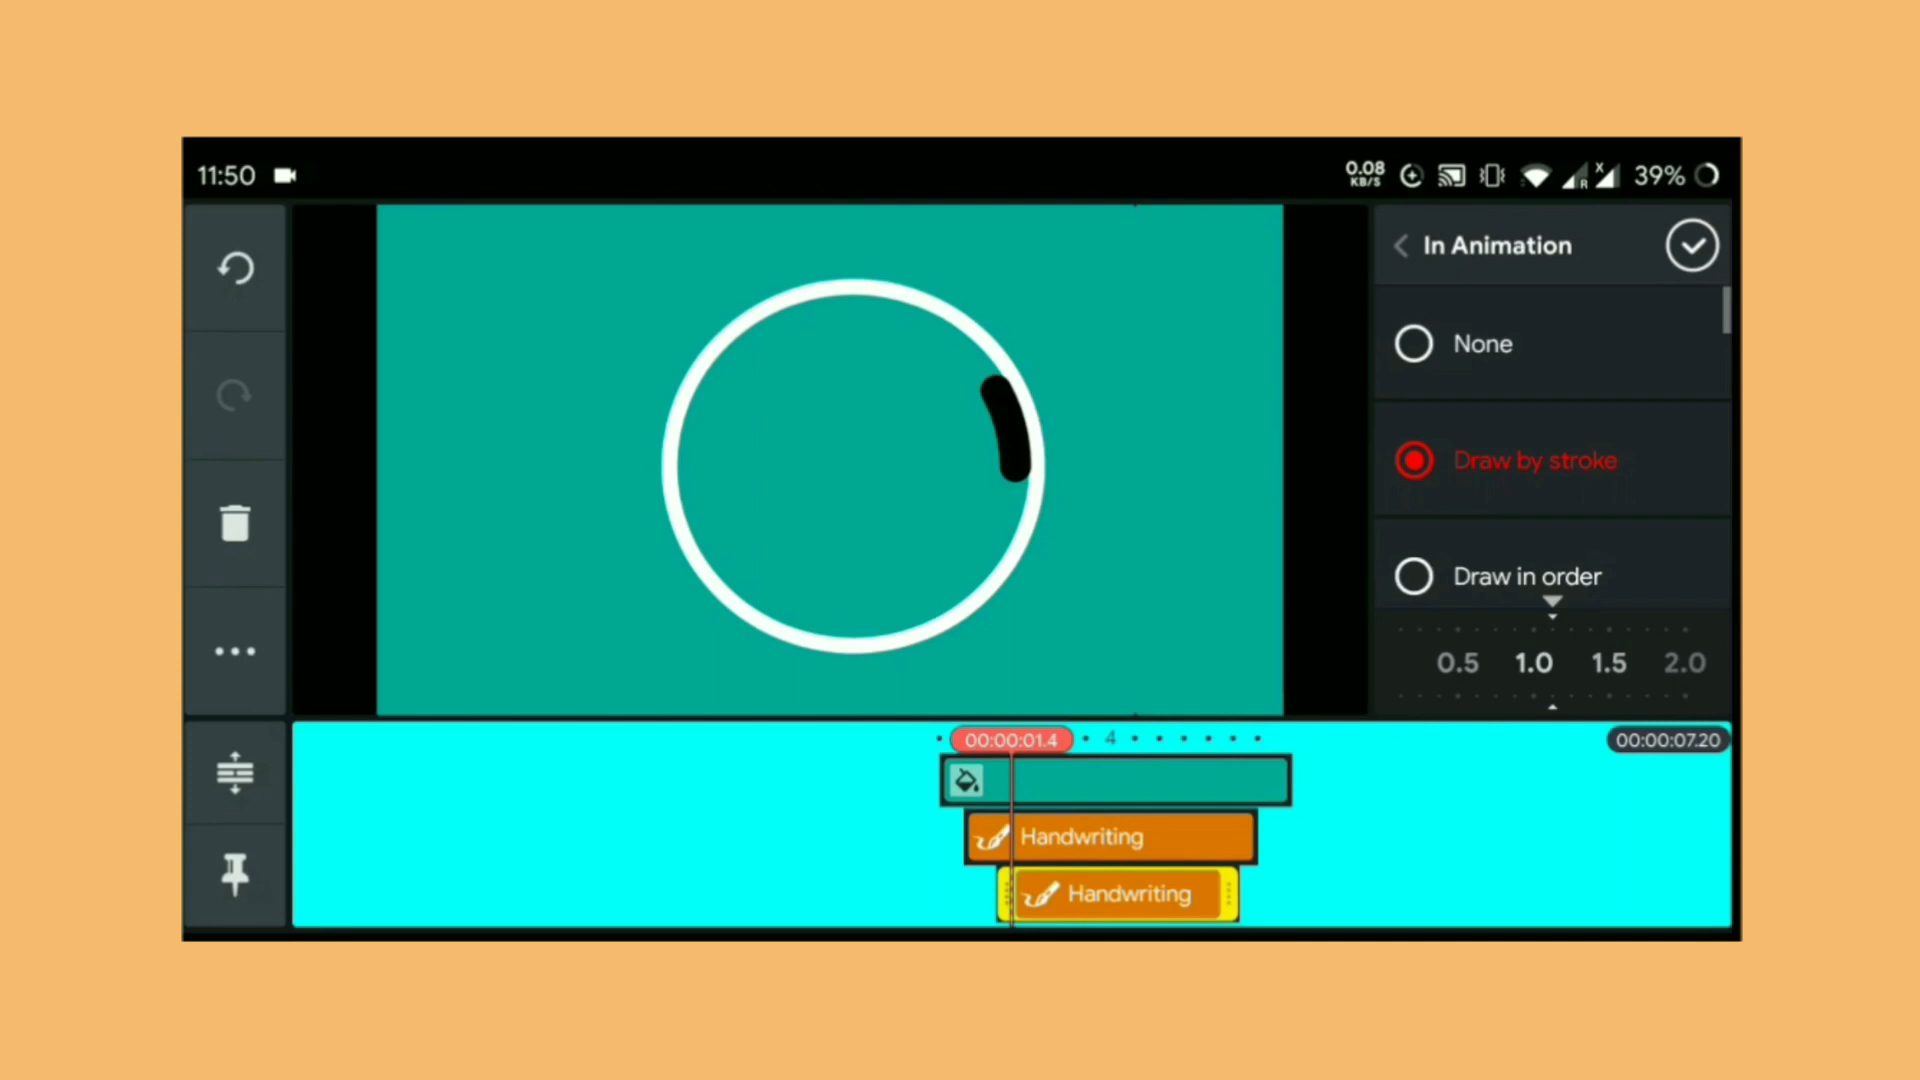 11:50
0.08
KB/S
R
X
39%
In Animation
None
Draw by stroke
Draw in order
0.5 1.0 1.5 2.0
00:00:01.4
4
00:00:07.20
Handwriting
Handwriting